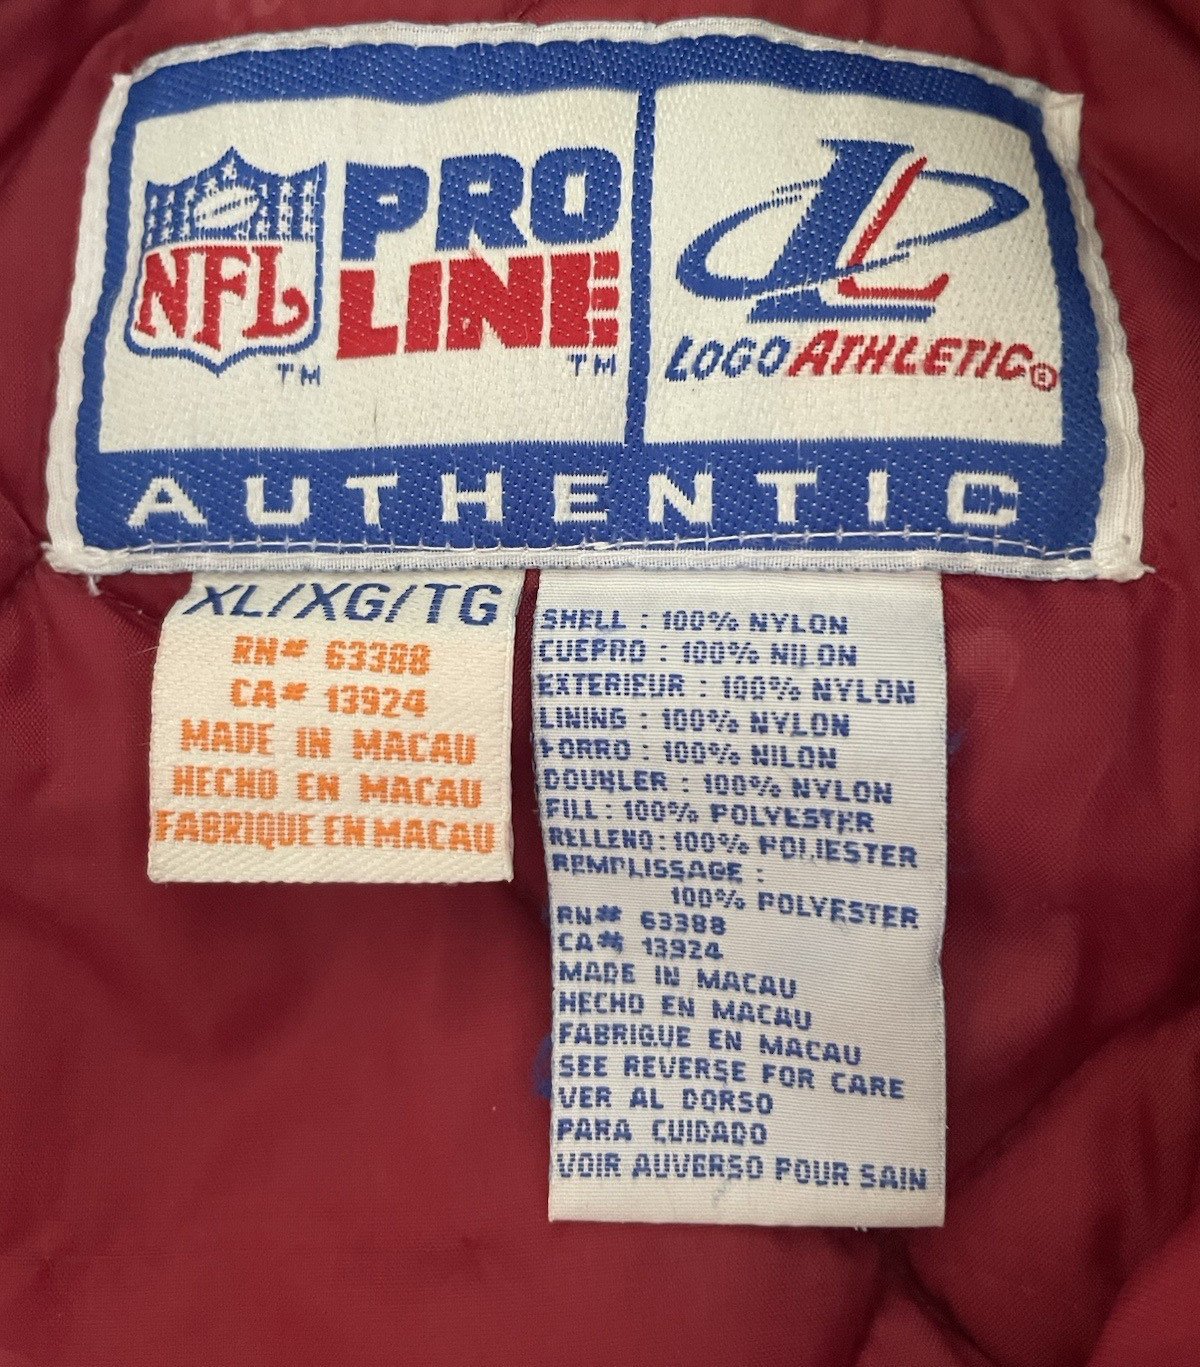 NFL
TM
PRO
LINE
TM
L
LOGO ATHLETIC®
AUTHENTIC
XL/XG/TG
RN# 63388
CA# 13924
MADE IN MACAU
HECHO EN MACAU
FABRIQUE EN MACAU
SHELL : 100% NYLON
CUEPRO : 100% NILON
EXTERIEUR : 100% NYLON
LINING : 100% NYLON
FORRO : 100% NILON
DOUBLER : 100% NYLON
FILL : 100% POLYESTER
RELLENO : 100% POLIESTER
REMPLISSAGE :
100% POLYESTER
RN# 63388
CA# 13924
MADE IN MACAU
HECHO EN MACAU
FABRIQUE EN MACAU
SEE REVERSE FOR CARE
VER AL DORSO
PARA CUIDADO
VOIR AUVERSO POUR SAIN